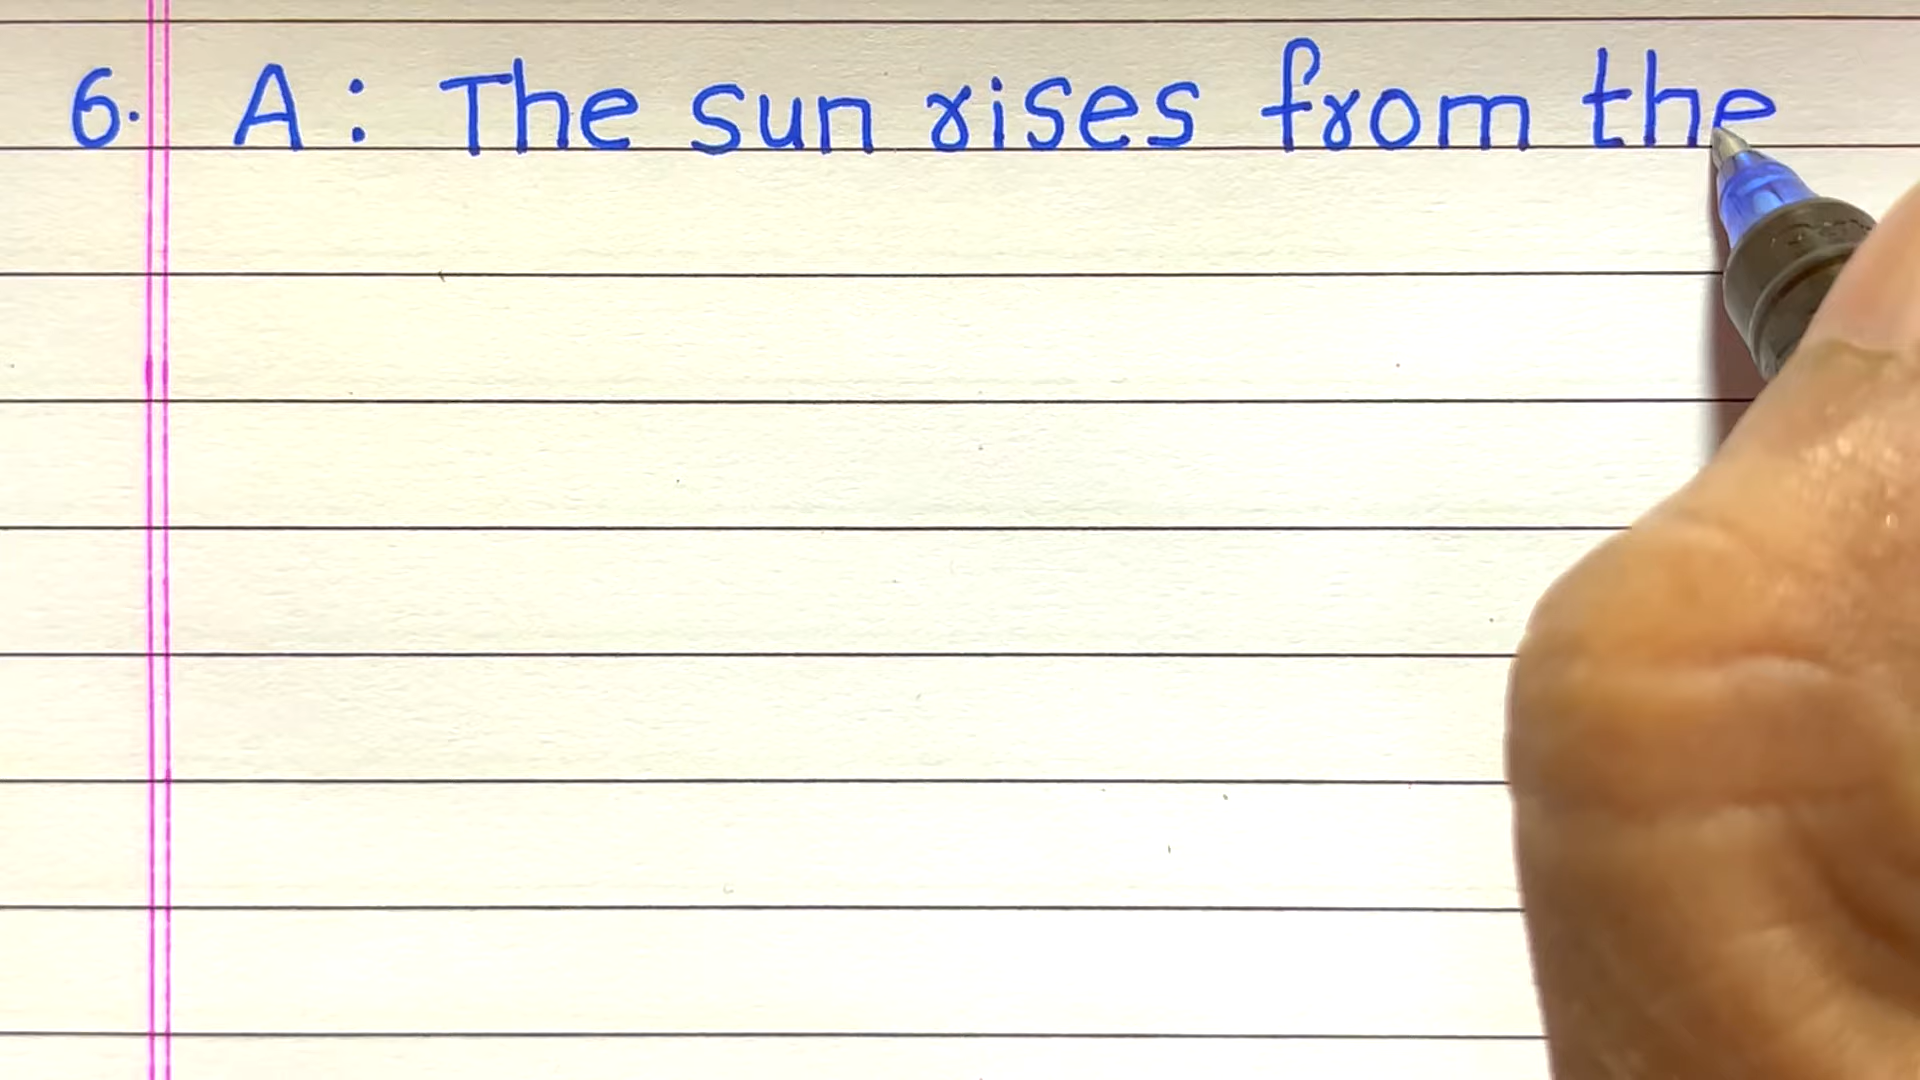 6. A: The sun rises from the